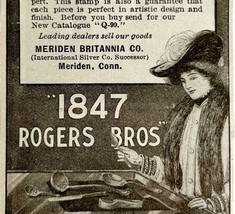 pert. This stamp is also a guarantee that
each piece is perfect in artistic design and
finish. Before you buy send for our
New Catalogue "Q-90."
Leading dealers sell our goods
MERIDEN BRITANNIA CO.
(International Silver Co. Successor)
Meriden, Conn.
"1847
ROGERS BROS"